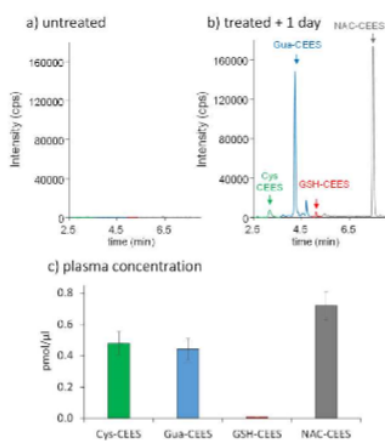 a) untreated
b) treated + 1 day
NAC-CEES
Gua-CEES
Intensity (cps)
160000
120000
80000
40000
0
2.5 4.5 6.5
time (min)
Intensity (cps)
160000
120000
80000
40000
0
Cys
CEES
GSH-CEES
2.5 4.5 6.5
time (min)
c) plasma concentration
pmol/µl
0.8
0.6
0.4
0.2
0.0
Cys-CEES Gua-CEES GSH-CEES NAC-CEES